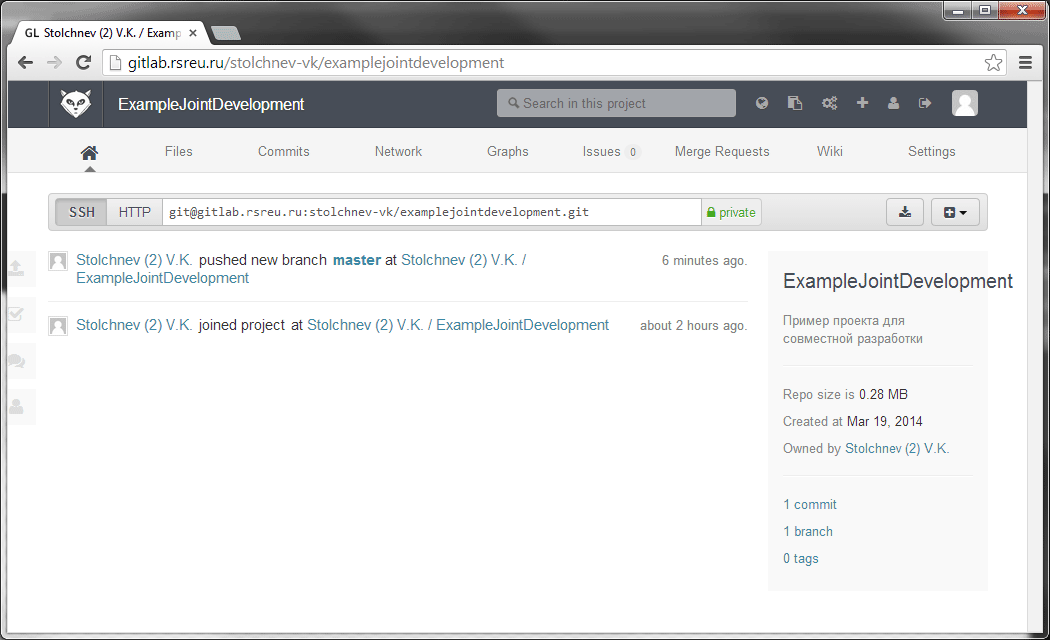 GL Stolchnev (2) V.K. / Examp
gitlab.rsreu.ru/stolchnev-vk/examplejointdevelopment
ExampleJointDevelopment
Search in this project
Files
Commits
Network
Graphs
Issues 0
Merge Requests
Wiki
Settings
SSH
HTTP
git@gitlab.rsreu.ru:stolchnev-vk/examplejointdevelopment.git
private
Stolchnev (2) V.K. pushed new branch master at Stolchnev (2) V.K. /
ExampleJointDevelopment
6 minutes ago.
Stolchnev (2) V.K. joined project at Stolchnev (2) V.K. / ExampleJointDevelopment
about 2 hours ago.
ExampleJointDevelopment
Пример проекта для
совместной разработки
Repo size is 0.28 MB
Created at Mar 19, 2014
Owned by Stolchnev (2) V.K.
1 commit
1 branch
0 tags